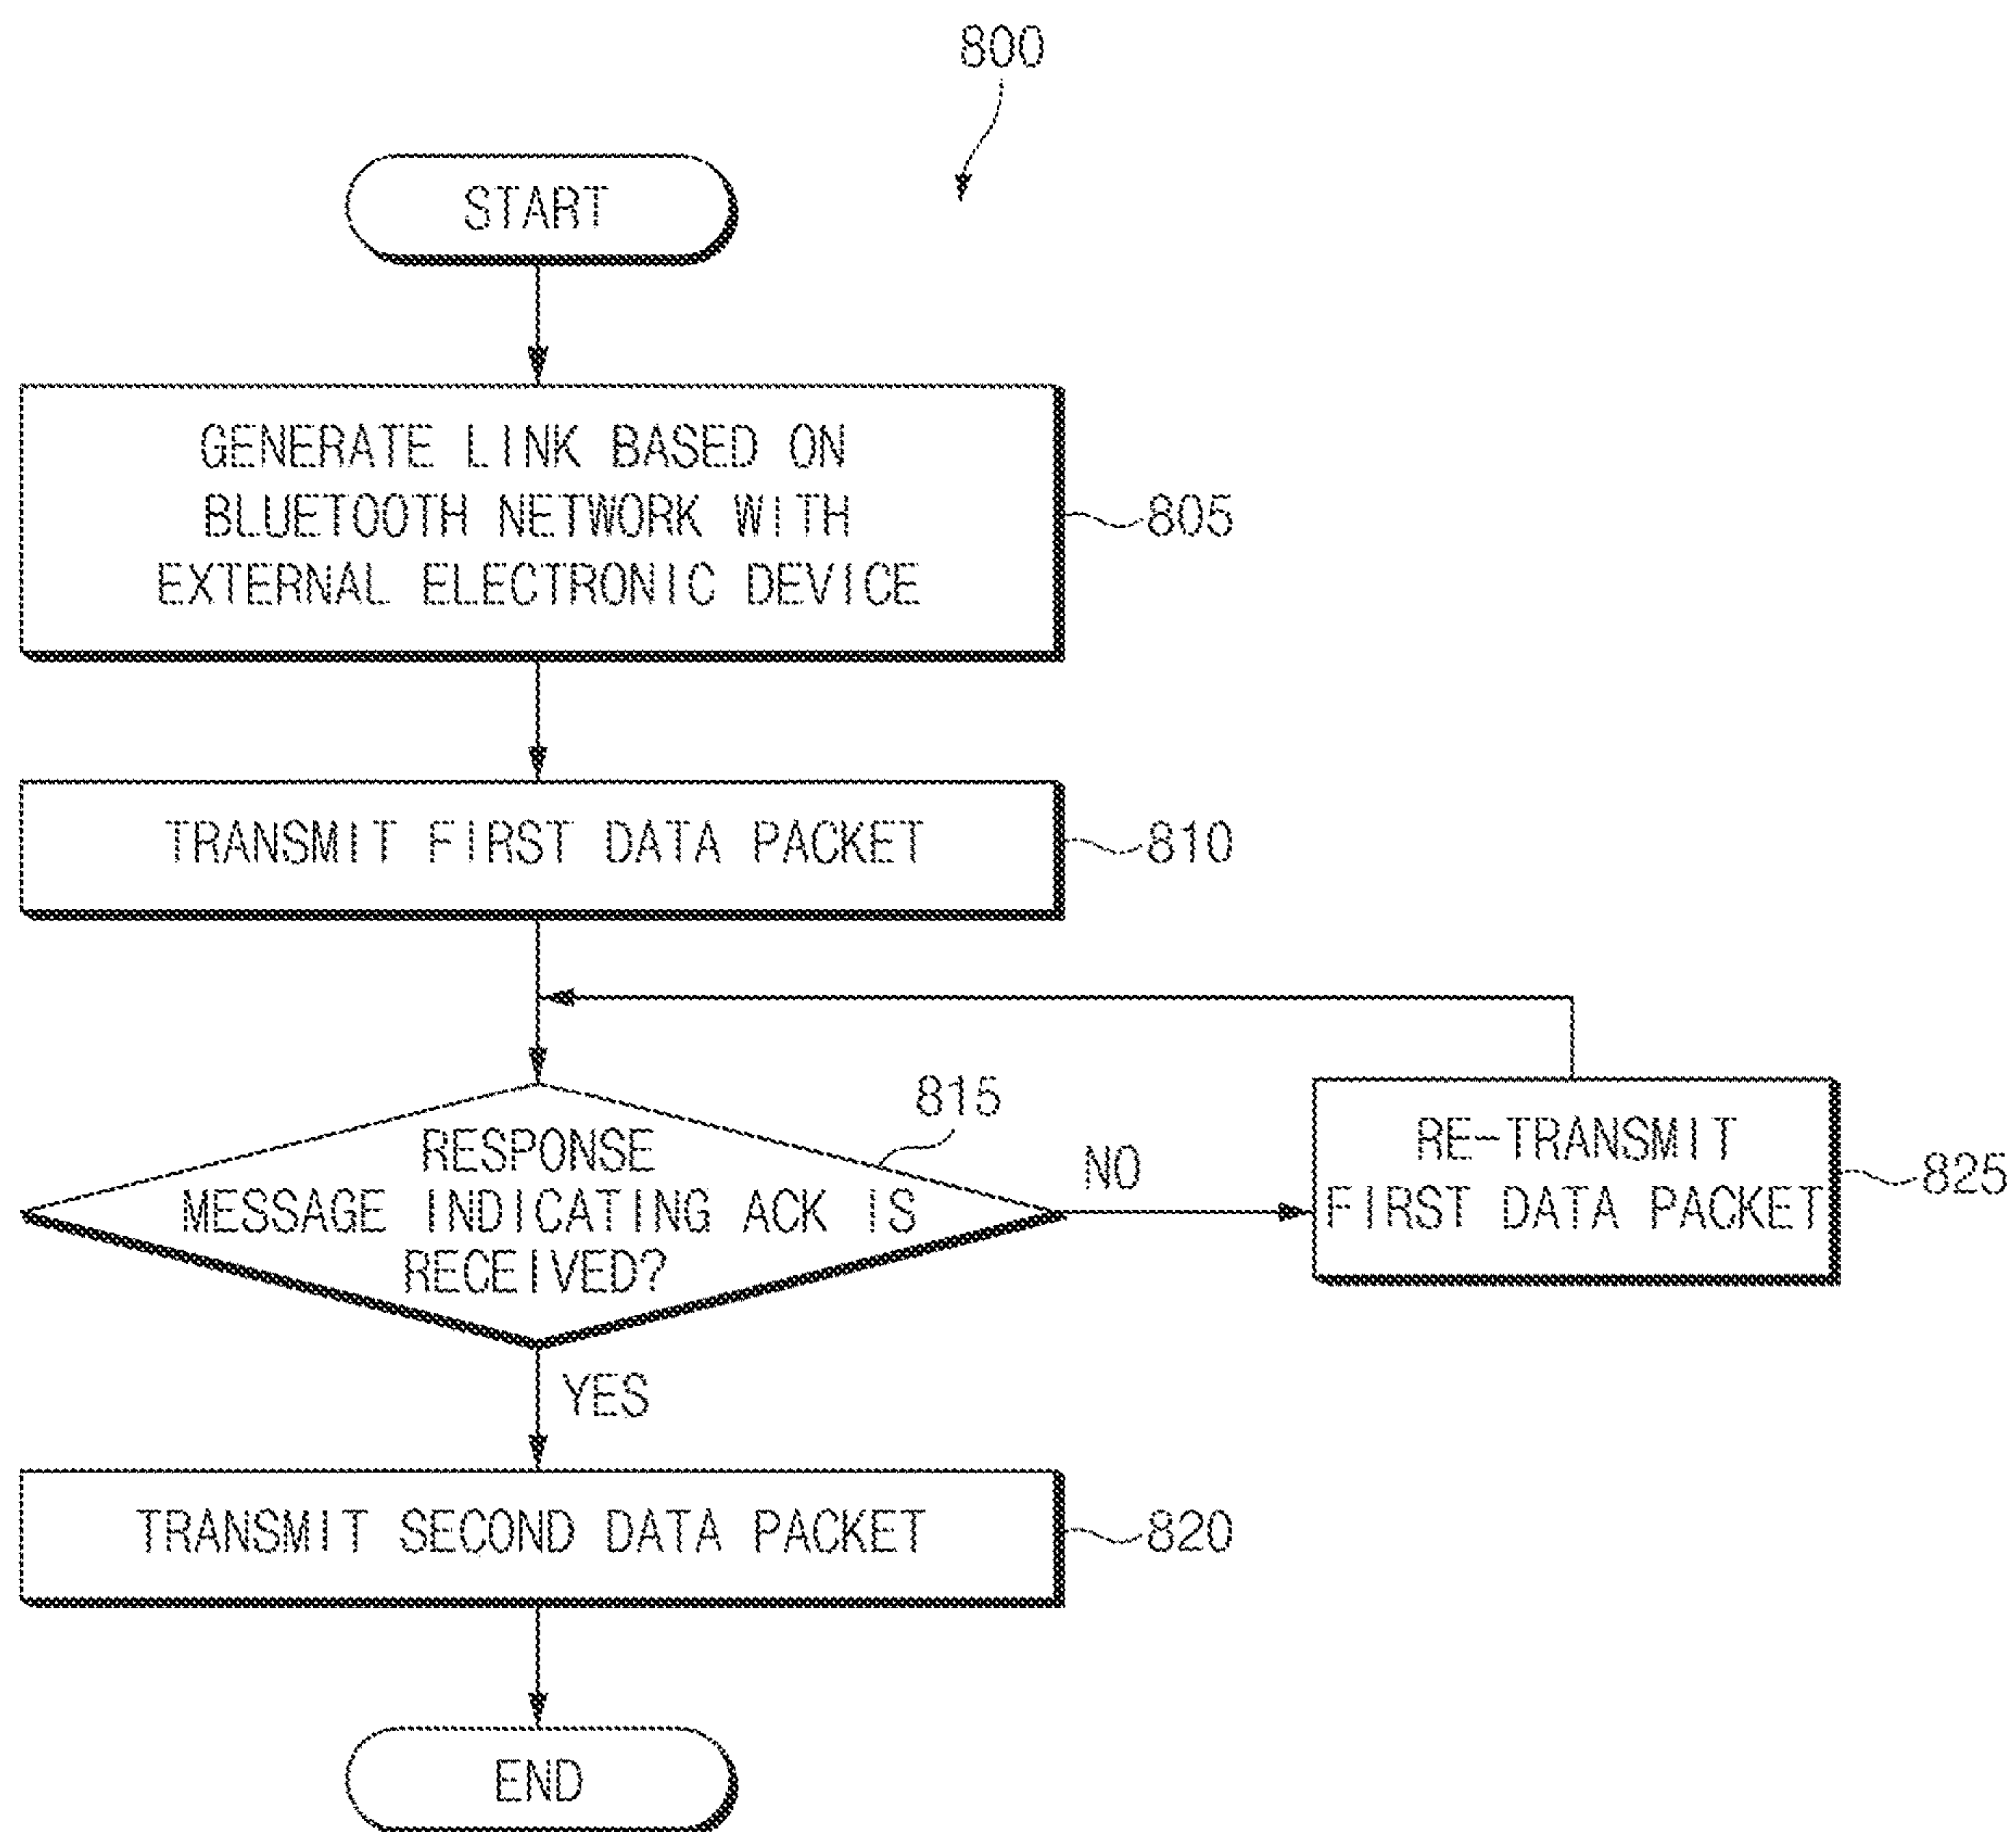 800
START
GENERATE LINK BASED ON
BLUETOOTH NETWORK WITH
EXTERNAL ELECTRONIC DEVICE
805
TRANSMIT FIRST DATA PACKET
810
815
RESPONSE
MESSAGE INDICATING ACK IS
RECEIVED?
NO
RE-TRANSMIT
FIRST DATA PACKET
825
YES
TRANSMIT SECOND DATA PACKET
820
END